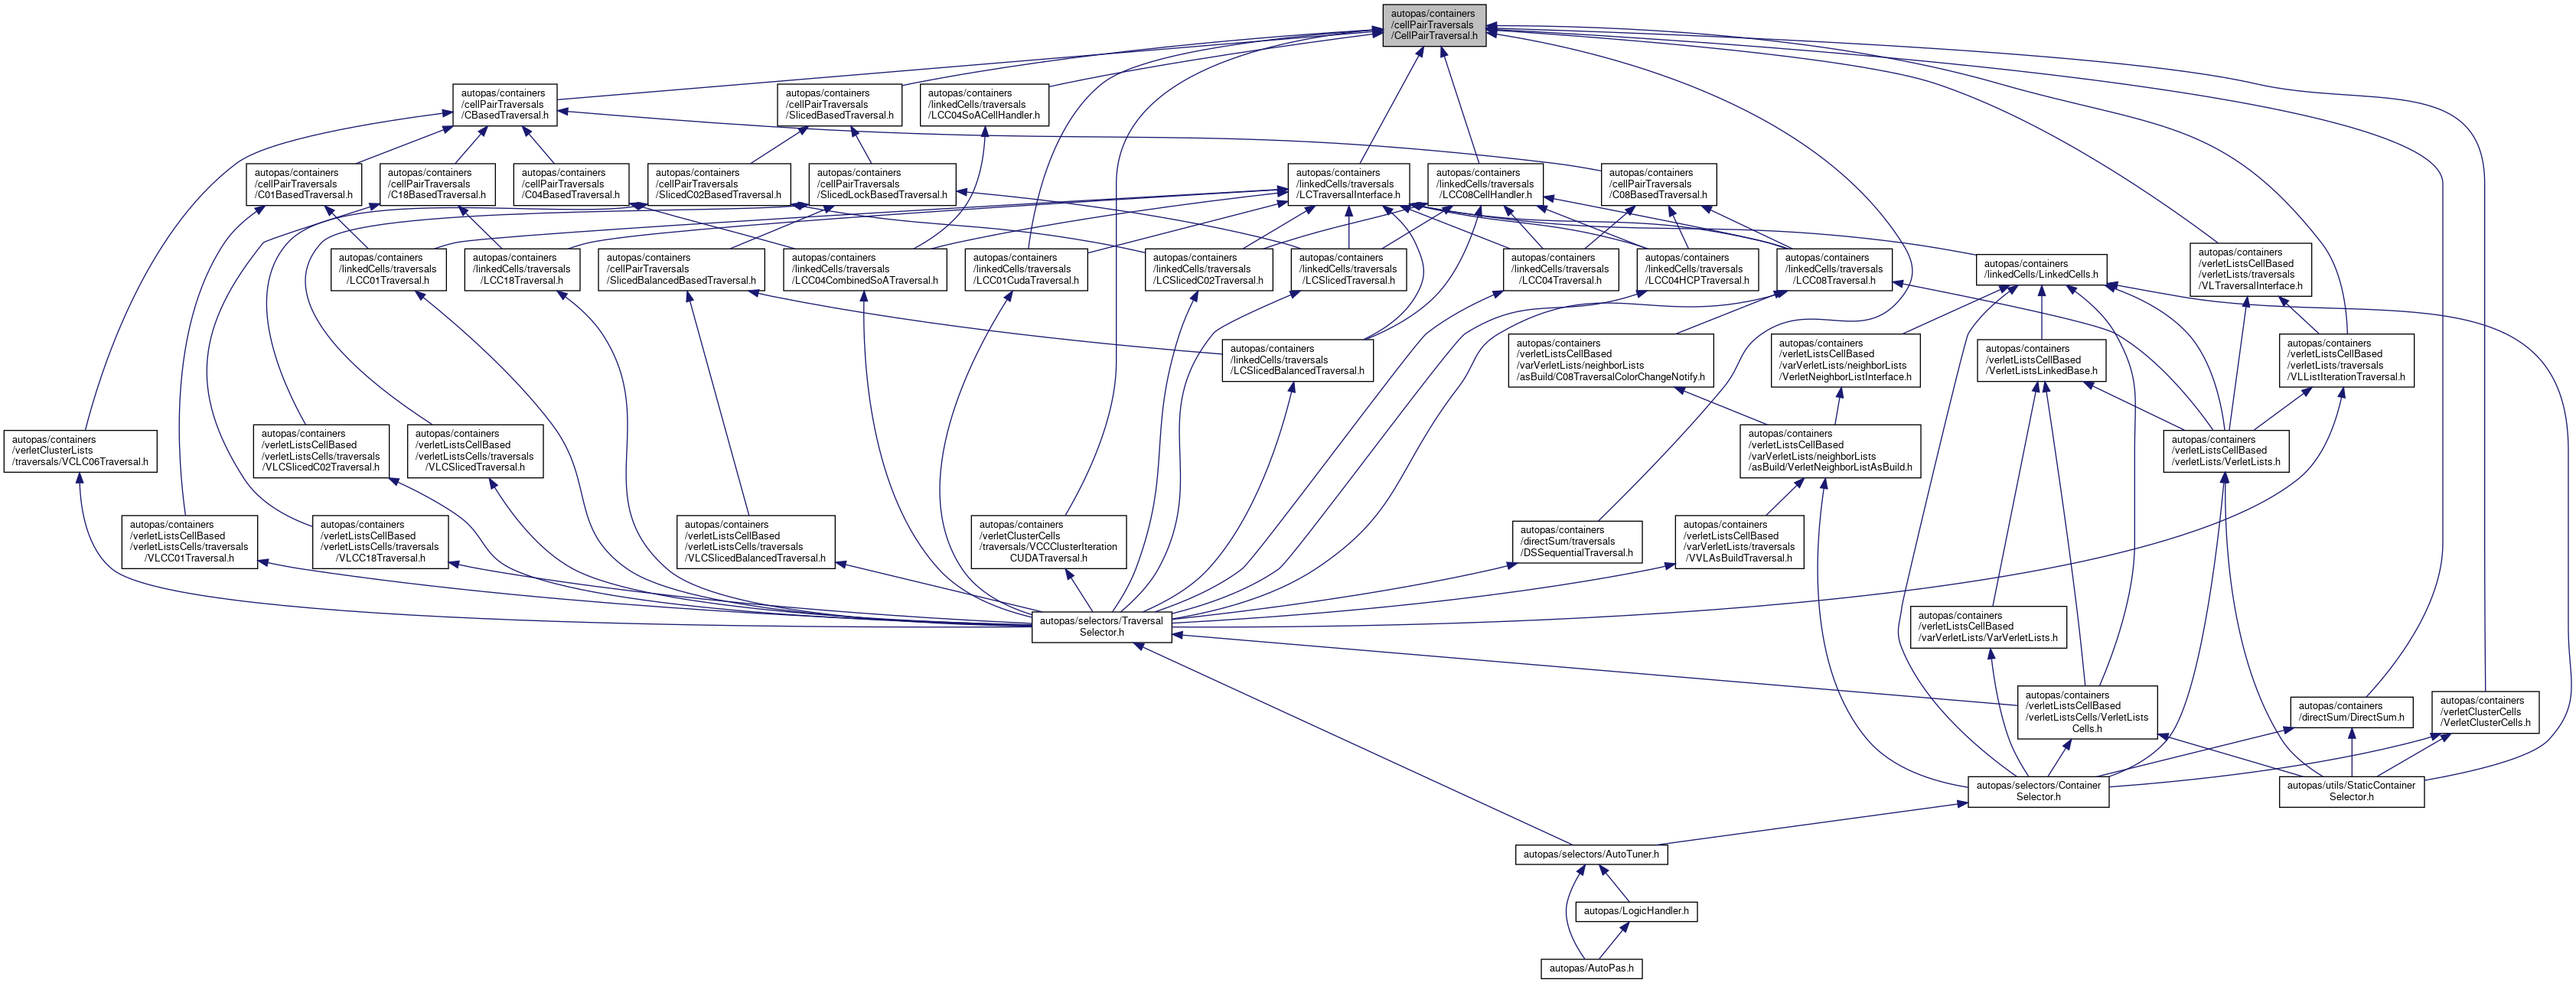 autopas/containers
/cellPairTraversals
/CellPairTraversal.h
autopas/containers
/cellPairTraversals
/CBasedTraversal.h
autopas/containers
/cellPairTraversals
/SlicedBasedTraversal.h
autopas/containers
/linkedCells/traversals
/LCC04SoACellHandler.h
autopas/containers
/cellPairTraversals
/C01BasedTraversal.h
autopas/containers
/cellPairTraversals
/C18BasedTraversal.h
autopas/containers
/cellPairTraversals
/C04BasedTraversal.h
autopas/containers
/cellPairTraversals
/SlicedC02BasedTraversal.h
autopas/containers
/cellPairTraversals
/SlicedLockBasedTraversal.h
autopas/containers
/linkedCells/traversals
/LCTraversalInterface.h
autopas/containers
/linkedCells/traversals
/LCC08CellHandler.h
autopas/containers
/cellPairTraversals
/C08BasedTraversal.h
autopas/containers
/linkedCells/traversals
/LCC01Traversal.h
autopas/containers
/linkedCells/traversals
/LCC18Traversal.h
autopas/containers
/cellPairTraversals
/SlicedBalancedBasedTraversal.h
autopas/containers
/linkedCells/traversals
/LCC04CombinedSoATraversal.h
autopas/containers
/linkedCells/traversals
/LCC01CudaTraversal.h
autopas/containers
/linkedCells/traversals
/LCSlicedC02Traversal.h
autopas/containers
/linkedCells/traversals
/LCSlicedTraversal.h
autopas/containers
/linkedCells/traversals
/LCC04Traversal.h
autopas/containers
/linkedCells/traversals
/LCC04HCPTraversal.h
autopas/containers
/linkedCells/traversals
/LCC08Traversal.h
autopas/containers
/linkedCells/LinkedCells.h
autopas/containers
/verletListsCellBased
/verletLists/traversals
/VLTraversalInterface.h
autopas/containers
/linkedCells/traversals
/LCSlicedBalancedTraversal.h
autopas/containers
/verletListsCellBased
/varVerletLists/neighborLists
/asBuild/C08TraversalColorChangeNotify.h
autopas/containers
/verletListsCellBased
/varVerletLists/neighborLists
/VerletNeighborListInterface.h
autopas/containers
/verletListsCellBased
/VerletListsLinkedBase.h
autopas/containers
/verletListsCellBased
/verletLists/traversals
/VLListIterationTraversal.h
autopas/containers
/verletClusterLists
/traversals/VCLC06Traversal.h
autopas/containers
/verletListsCellBased
/verletListsCells/traversals
/VLCSlicedC02Traversal.h
autopas/containers
/verletListsCellBased
/verletListsCells/traversals
/VLCSlicedTraversal.h
autopas/containers
/verletListsCellBased
/varVerletLists/neighborLists
/asBuild/VerletNeighborListAsBuild.h
autopas/containers
/verletListsCellBased
/verletLists/VerletLists.h
autopas/containers
/verletListsCellBased
/verletListsCells/traversals
/VLCC01Traversal.h
autopas/containers
/verletListsCellBased
/verletListsCells/traversals
/VLCC18Traversal.h
autopas/containers
/verletListsCellBased
/verletListsCells/traversals
/VLCSlicedBalancedTraversal.h
autopas/containers
/verletClusterCells
/traversals/VCCClusterIteration
CUDATraversal.h
autopas/containers
/directSum/traversals
/DSSequentialTraversal.h
autopas/containers
/verletListsCellBased
/varVerletLists/traversals
/VVLAsBuildTraversal.h
autopas/selectors/Traversal
Selector.h
autopas/containers
/verletListsCellBased
/varVerletLists/VarVerletLists.h
autopas/containers
/verletListsCellBased
/verletListsCells/VerletLists
Cells.h
autopas/containers
/directSum/DirectSum.h
autopas/containers
/verletClusterCells
/VerletClusterCells.h
autopas/selectors/Container
Selector.h
autopas/utils/StaticContainer
Selector.h
autopas/selectors/AutoTuner.h
autopas/LogicHandler.h
autopas/AutoPas.h